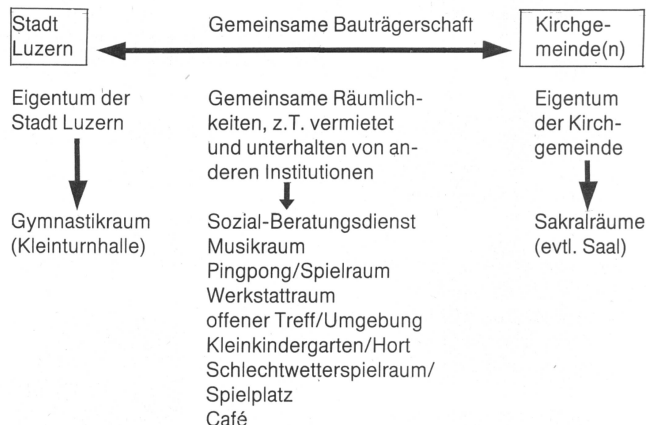 Stadt
Luzern
Gemeinsame Bauträgerschaft
Kirchge-
meinde(n)
Eigentum der
Stadt Luzern
Gemeinsame Räumlich-
keiten, z.T. vermietet
und unterhalten von an-
deren Institutionen
Eigentum
der Kirch-
gemeinde
Gymnastikraum
(Kleinturnhalle)
Sozial-Beratungsdienst
Musikraum
Pingpong/Spielraum
Werkstattraum
offener Treff/Umgebung
Kleinkindergarten/Hort
Schlechtwetterspielraum/
Spielplatz
Café
Sakralräume
(evtl. Saal)